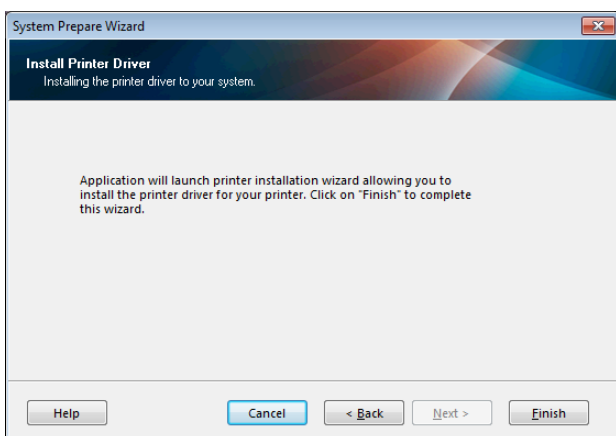 System Prepare Wizard
Install Printer Driver
Installing the printer driver to your system.
Application will launch printer installation wizard allowing you to
install the printer driver for your printer. Click on "Finish" to complete
this wizard.
Help Cancel < Back Next > Finish